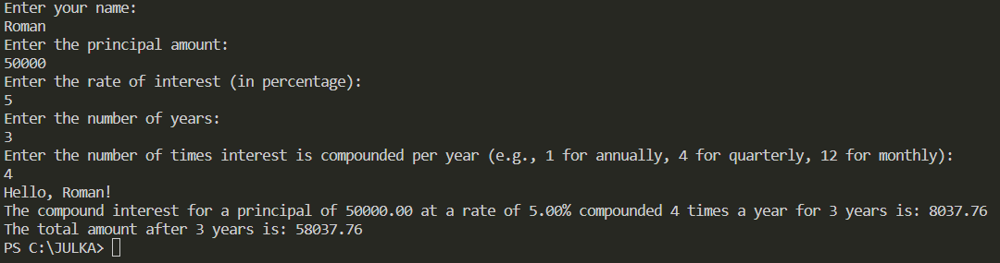 Enter your name:
Roman
Enter the principal amount:
50000
Enter the rate of interest (in percentage):
5
Enter the number of years:
3
Enter the number of times interest is compounded per year (e.g., 1 for annually, 4 for quarterly, 12 for monthly):
4
Hello, Roman!
The compound interest for a principal of 50000.00 at a rate of 5.00% compounded 4 times a year for 3 years is: 8037.76
The total amount after 3 years is: 58037.76
PS C:\JULKA>